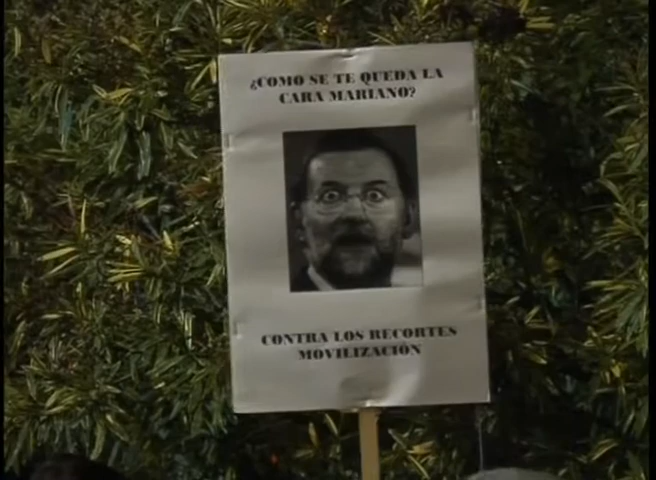 ¿COMO SE TE QUEDA LA
CARA MARIANO?
CONTRA LOS RECORTES
MOVILIZACIÓN